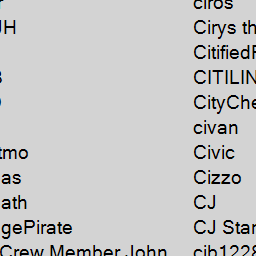 ciros
JH Cirys th
CitifiedF
CITILIN
CityChe
civan
tmo Civic
as Cizzo
ath CJ
gePirate CJ Star
Crew Member John cjb1228